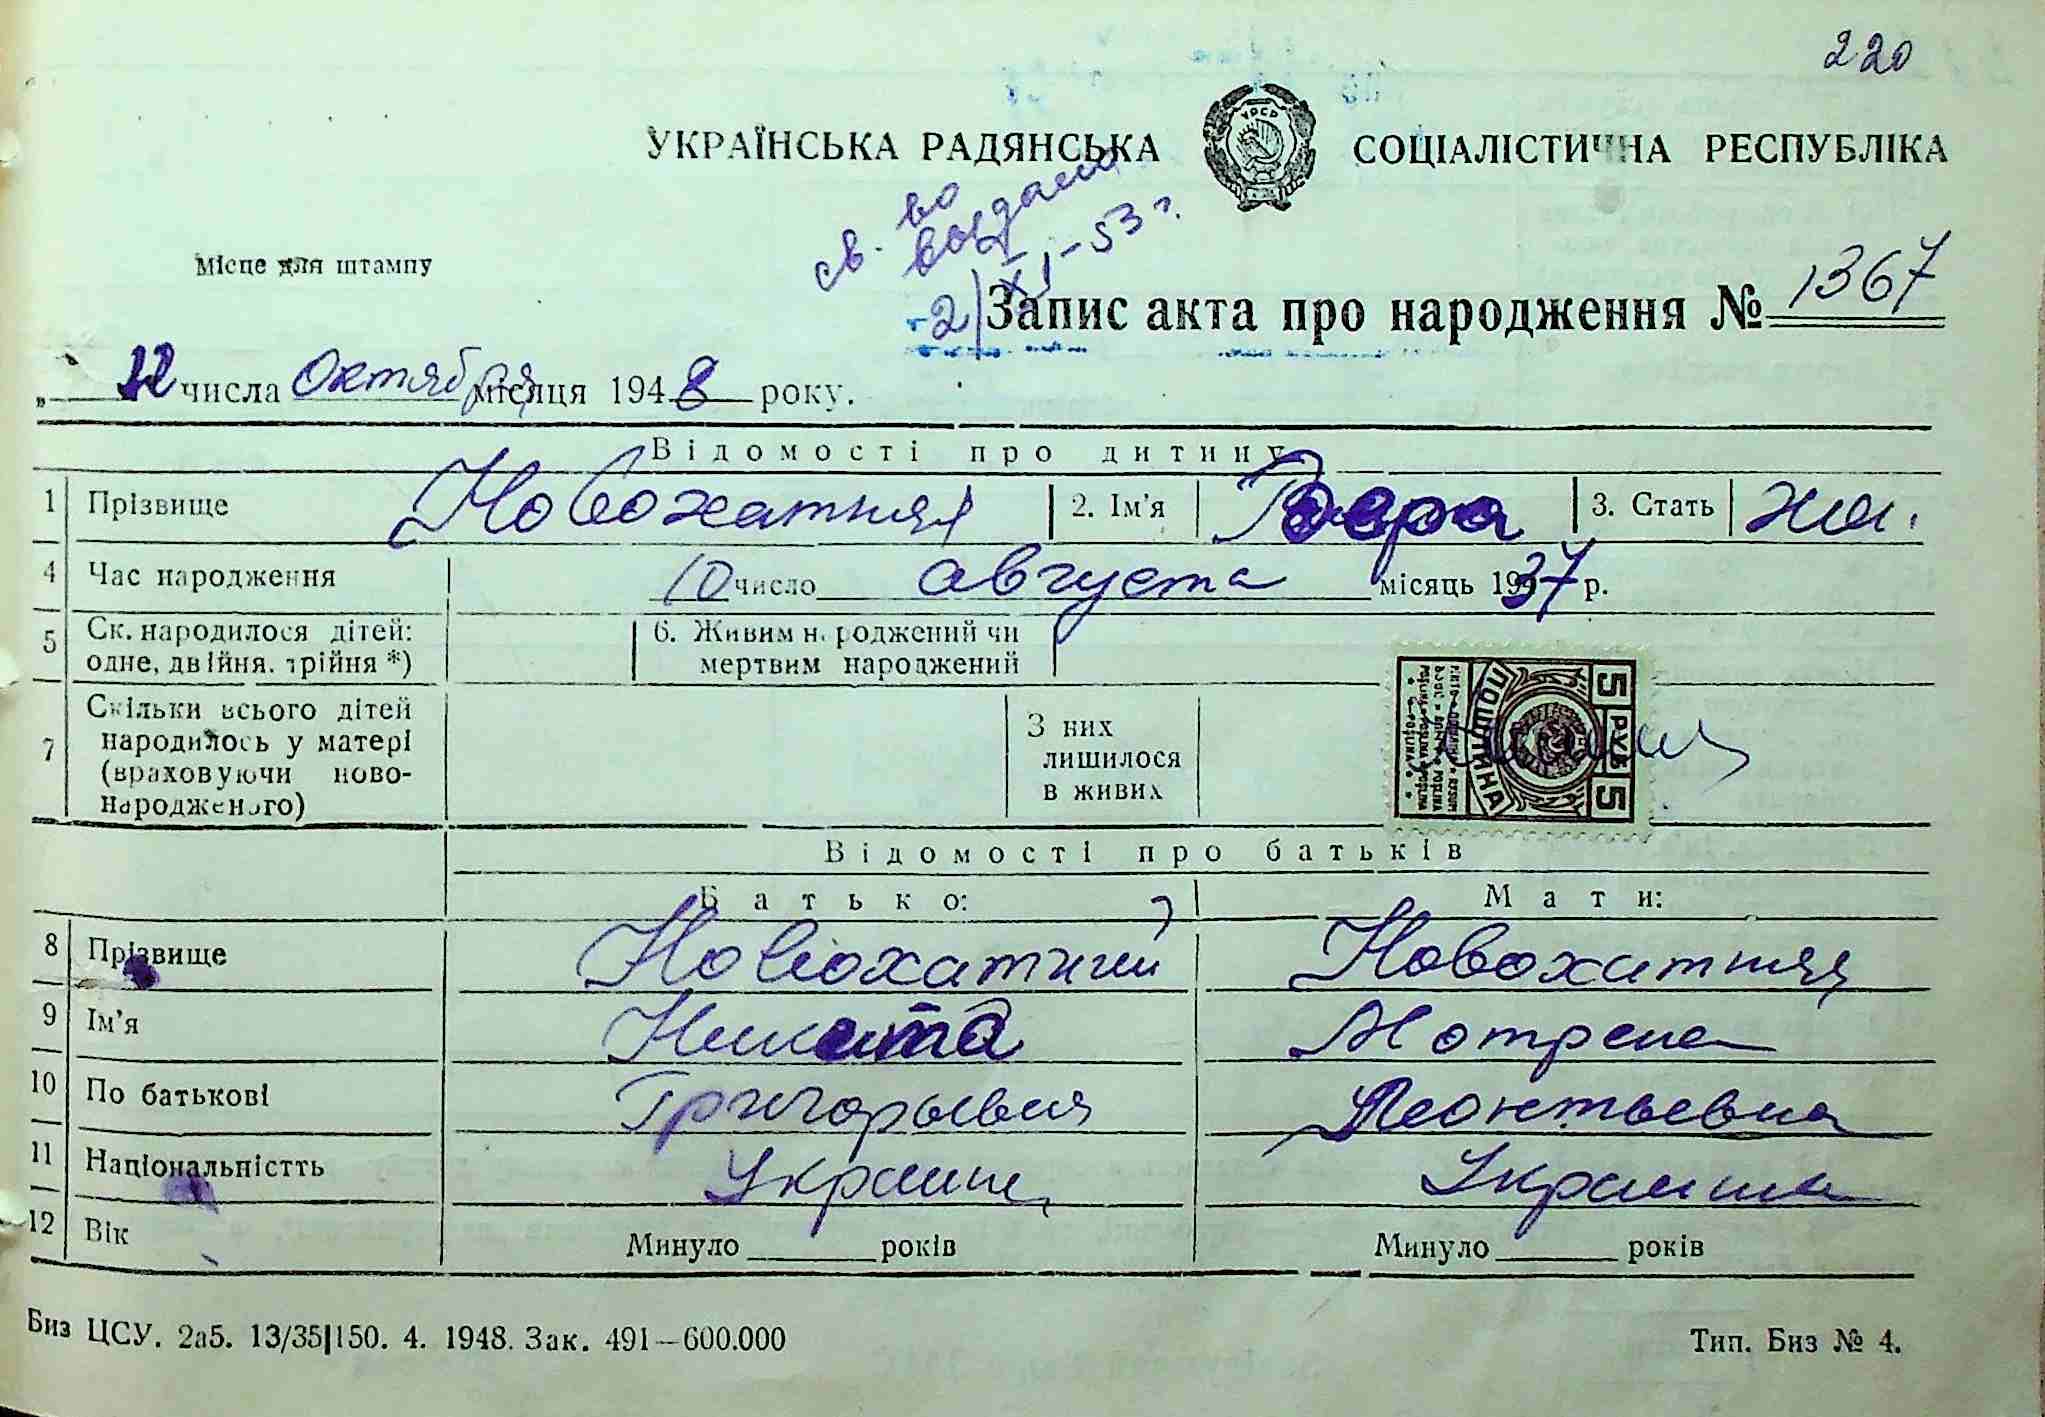 220
УКРАЇНСЬКА РАДЯНСЬКА СОЦІАЛІСТИЧНА РЕСПУБЛІКА
УРСР
св-во
выдано
2/XI-53 г.
Місце для штампу
Запис акта про народження № 1367
числа Октября місяця 1948 року.
Відомості про дитину
1 Прізвище Новохатняя 2. Ім'я Вера 3. Стать жен.
4 Час народження 10 число августа місяць 1937 р.
5 Ск. народилося дітей: одне, двійня. трійня *) 6. Живим народжений чи мертвим народжений
7 Скільки всього дітей народилось у матері (враховуючи новонародженого) З них лишилося в живих
5 РУБ 5
ПОШЛИНА
Відомості про батьків
Батько: Мати:
8 Прізвище Новохатний Новохатняя
9 Ім'я Никита Мотрена
10 По батькові Григорьевич Леонтьевна
11 Національністть Украинец Украинка
12 Вік Минуло років Минуло років
Биз ЦСУ. 2а5. 13/35|150. 4. 1948. Зак. 491—600.000 Тип. Биз № 4.